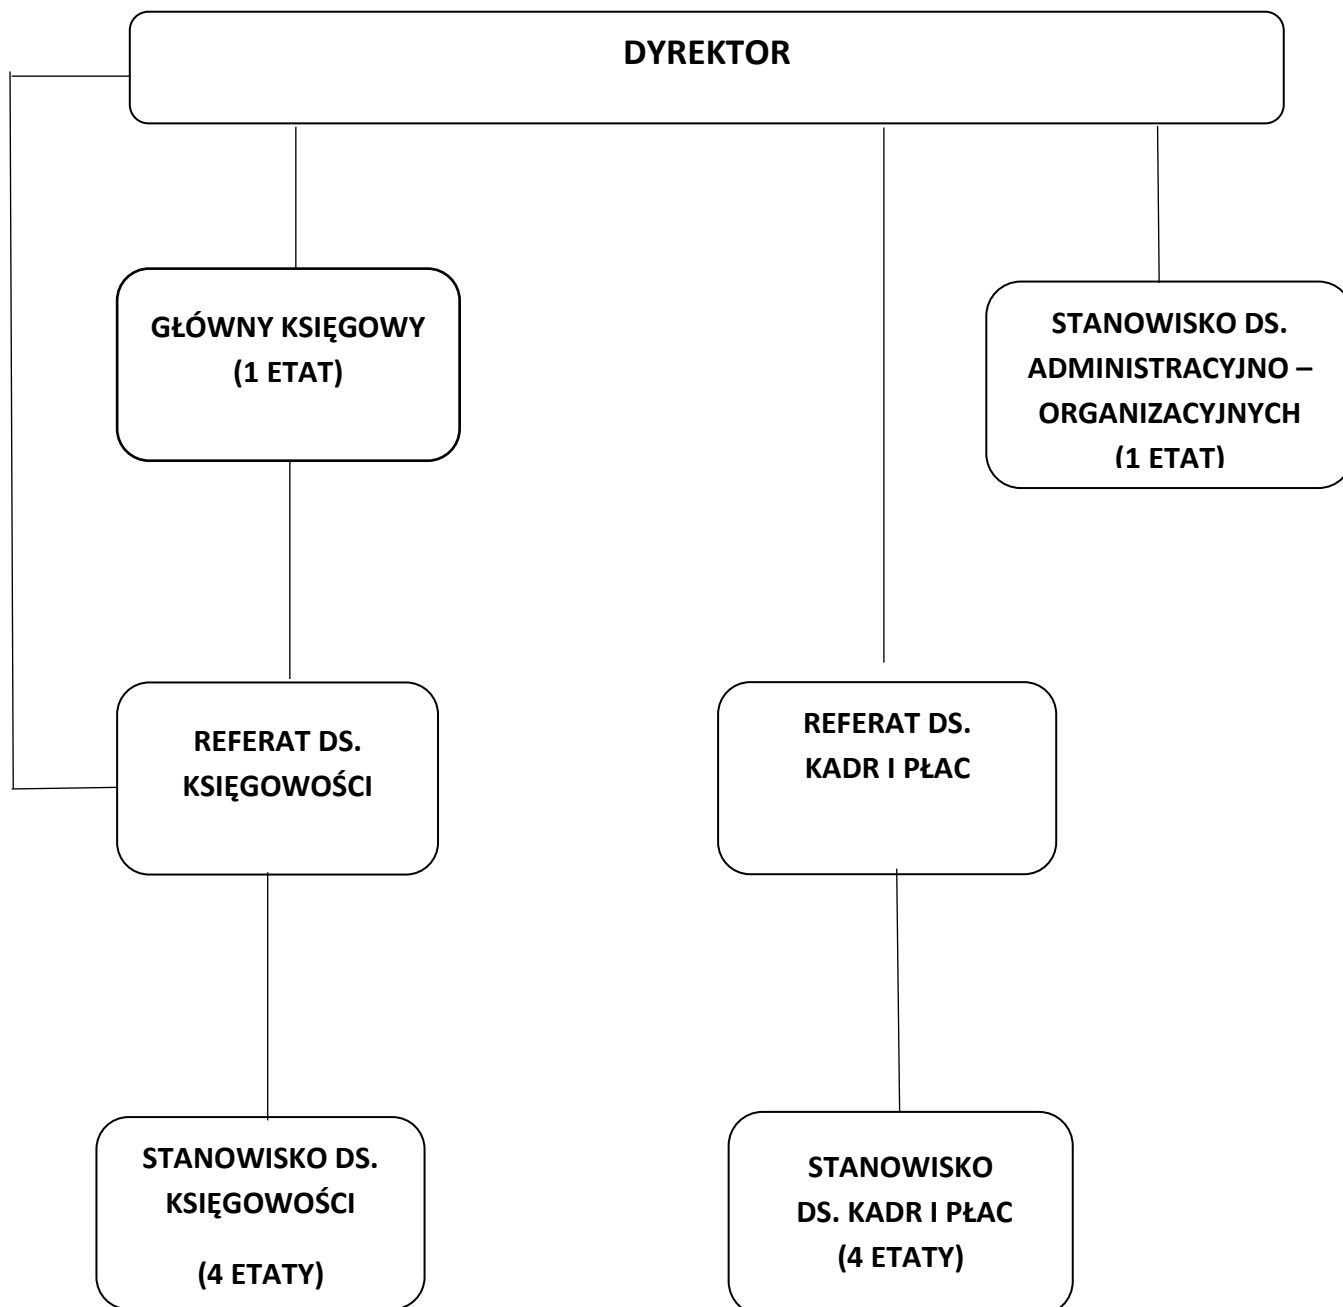 DYREKTOR
GŁÓWNY KSIĘGOWY
(1 ETAT)
STANOWISKO DS.
ADMINISTRACYJNO –
ORGANIZACYJNYCH
(1 ETAT)
REFERAT DS.
KSIĘGOWOŚCI
REFERAT DS.
KADR I PŁAC
STANOWISKO DS.
KSIĘGOWOŚCI
(4 ETATY)
STANOWISKO
DS. KADR I PŁAC
(4 ETATY)